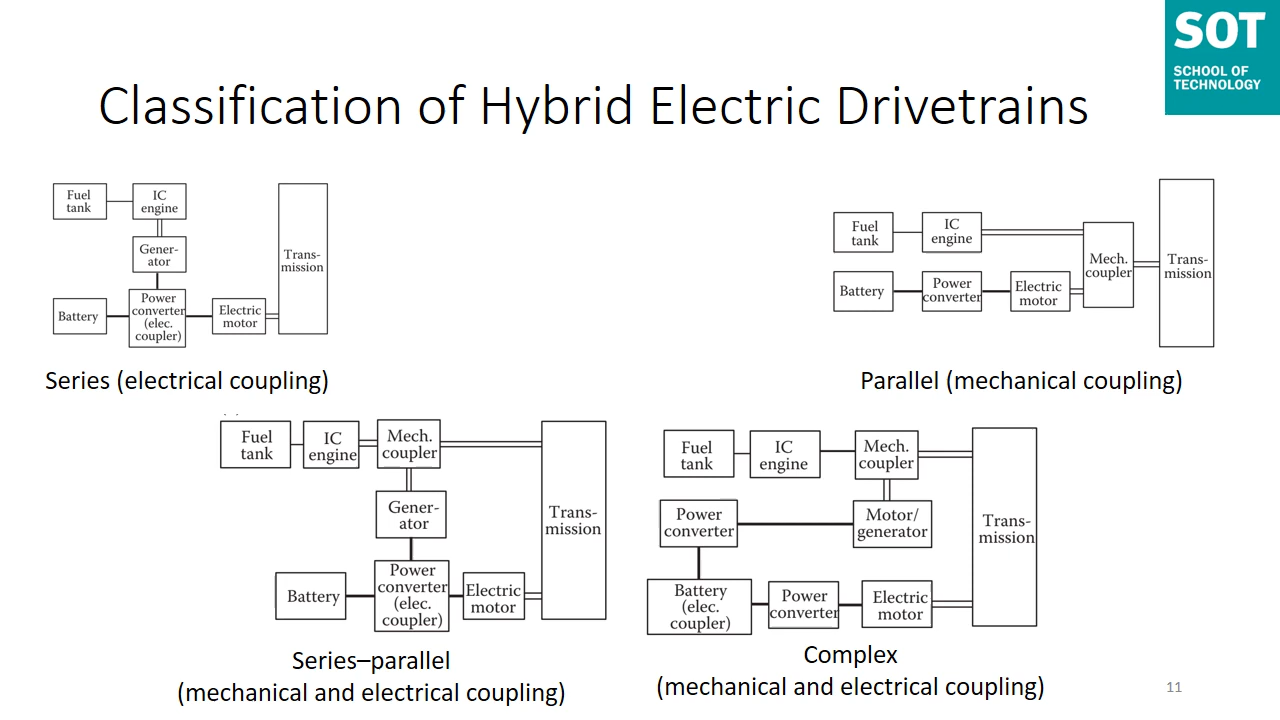 SOT
SCHOOL OF
TECHNOLOGY
Classification of Hybrid Electric Drivetrains
Fuel
tank
IC
engine
Gener-
ator
Battery
Power
converter
(elec.
coupler)
Electric
motor
Trans-
mission
Series (electrical coupling)
Fuel
tank
IC
engine
Battery
Power
converter
Electric
motor
Mech.
coupler
Trans-
mission
Parallel (mechanical coupling)
Fuel
tank
IC
engine
Mech.
coupler
Gener-
ator
Battery
Power
converter
(elec.
coupler)
Electric
motor
Trans-
mission
Series–parallel
(mechanical and electrical coupling)
Fuel
tank
IC
engine
Mech.
coupler
Power
converter
Motor/
generator
Battery
(elec.
coupler)
Power
converter
Electric
motor
Trans-
mission
Complex
(mechanical and electrical coupling)
11